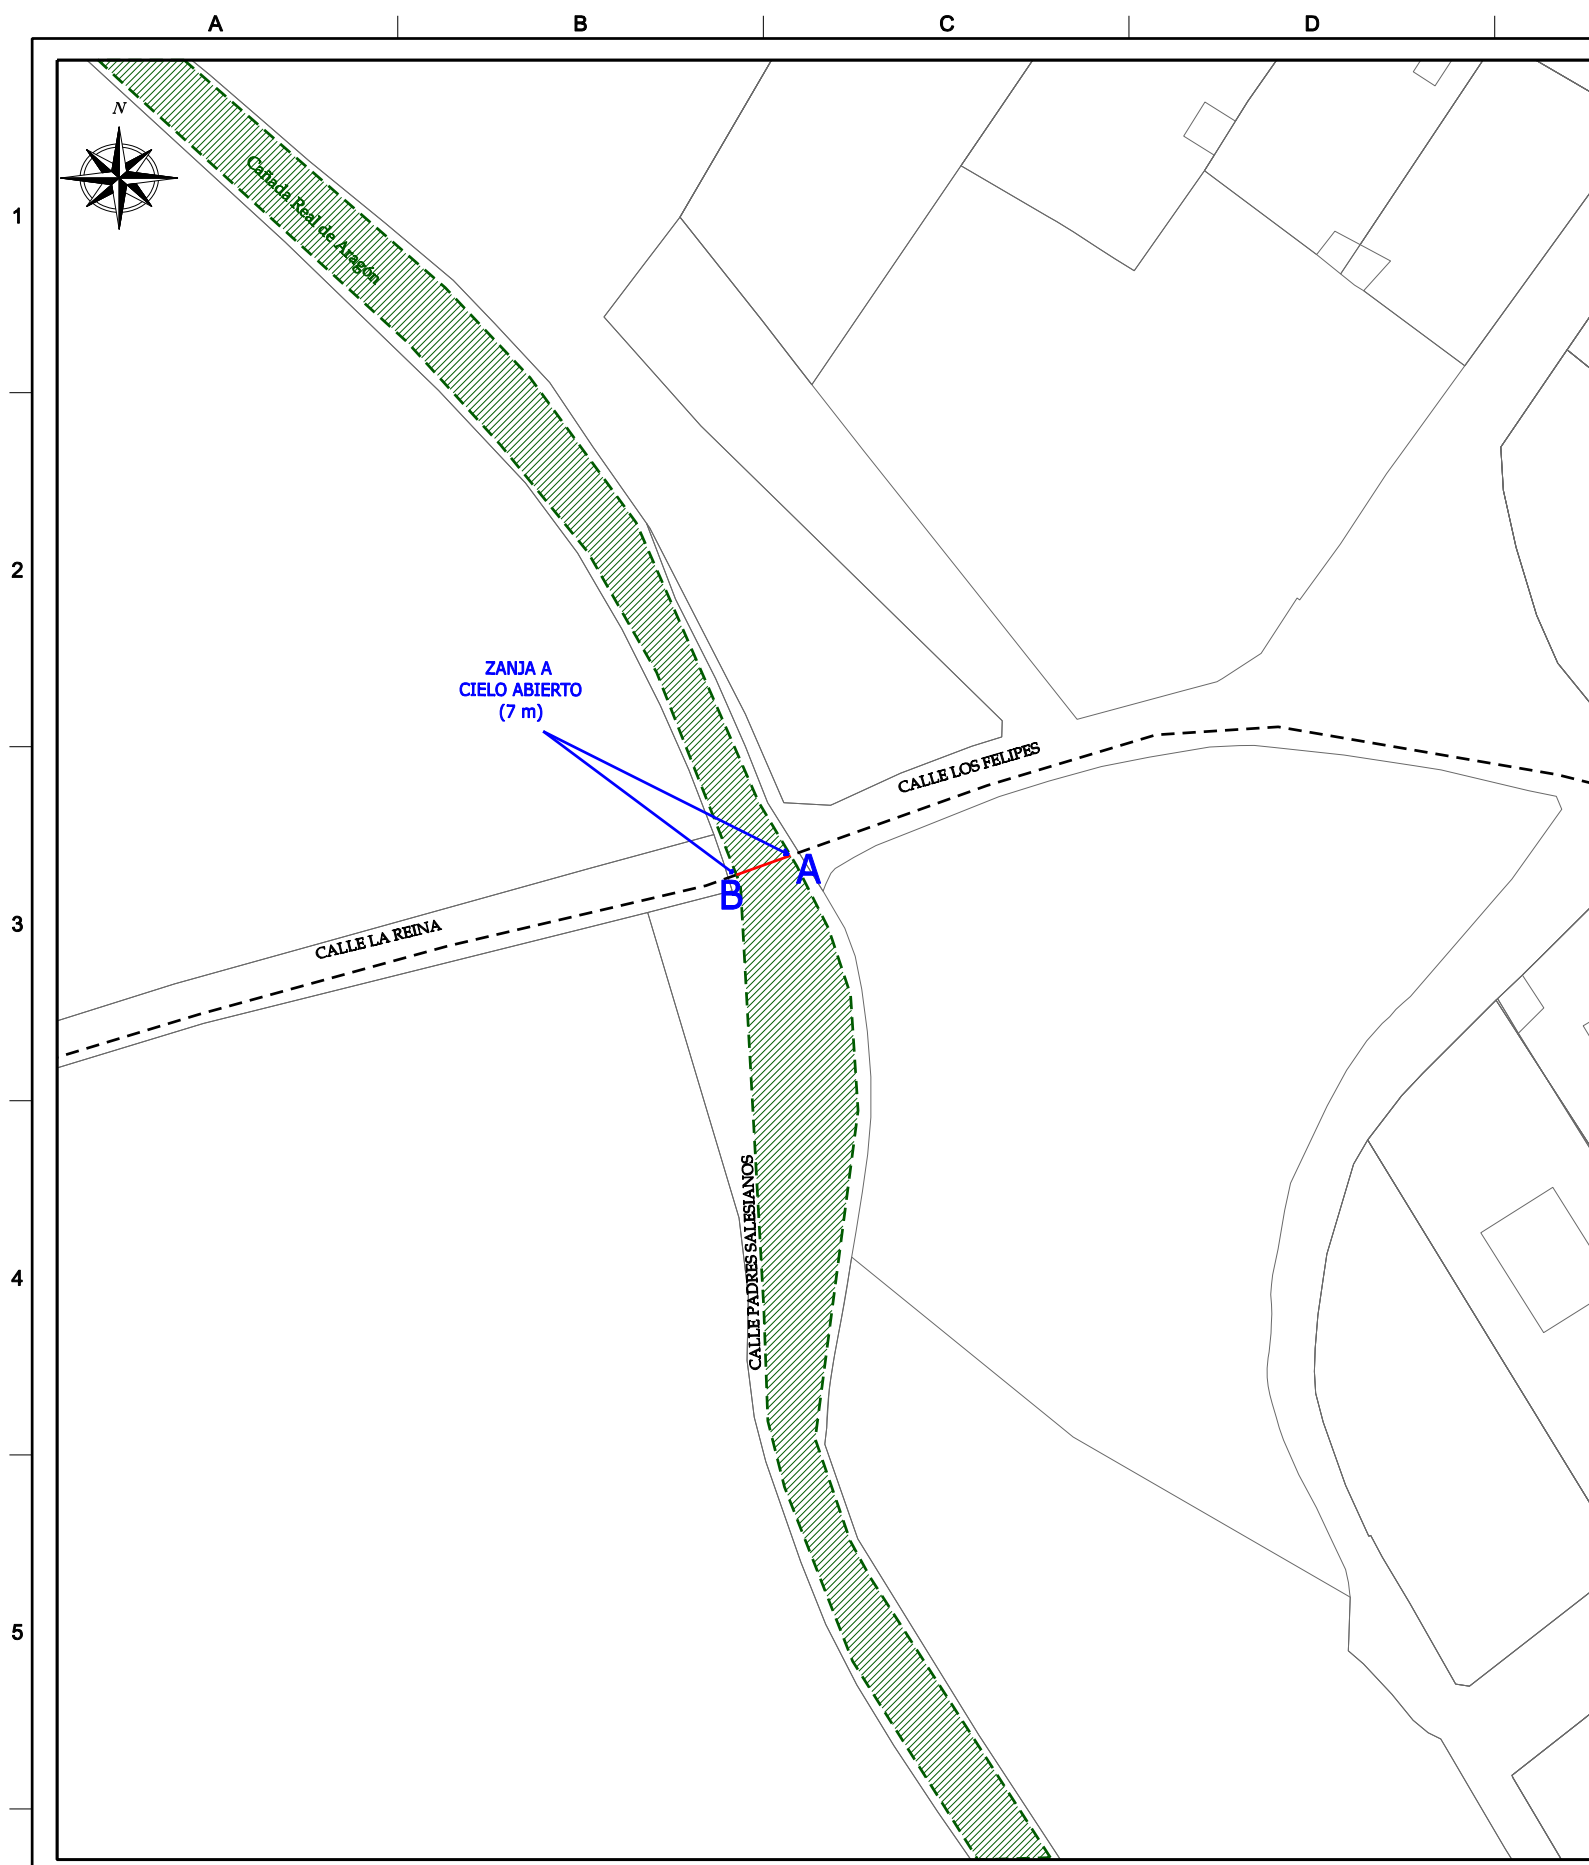 A
B
C
D
N
1
Cañada Real de Aragón
2
ZANJA A
CIELO ABIERTO
(7 m)
CALLE LOS FELIPES
A
B
3
CALLE LA REINA
CALLE PADRES SALESIANOS
4
5